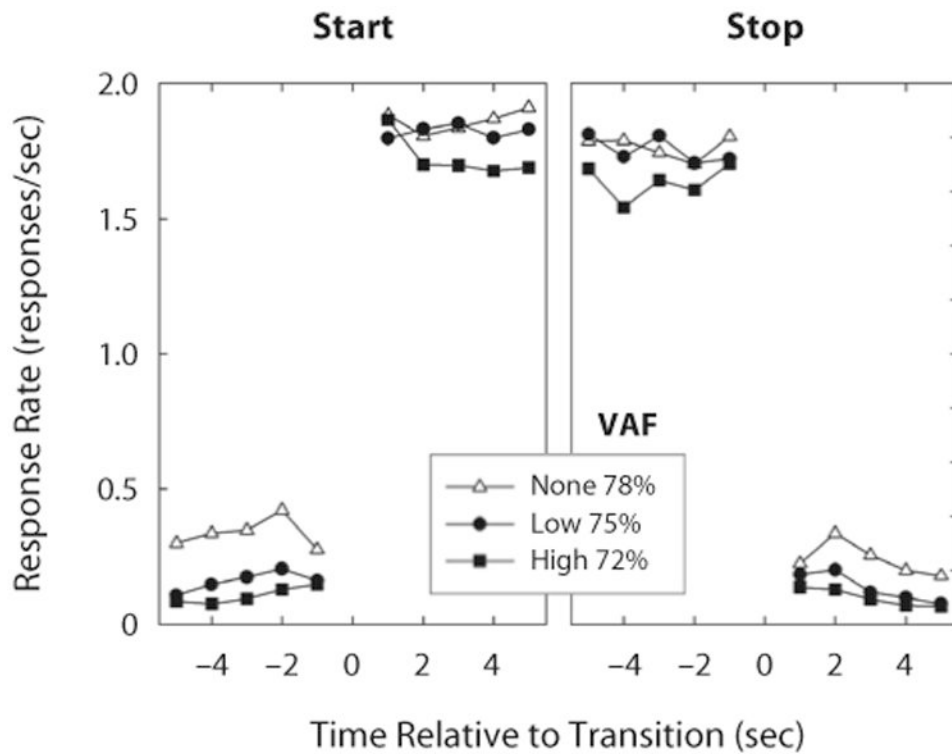 Start Stop
Response Rate (responses/sec)
2.0
1.5
1.0
0.5
0
VAF
None 78%
Low 75%
High 72%
−4 −2 0 2 4 −4 −2 0 2 4
Time Relative to Transition (sec)